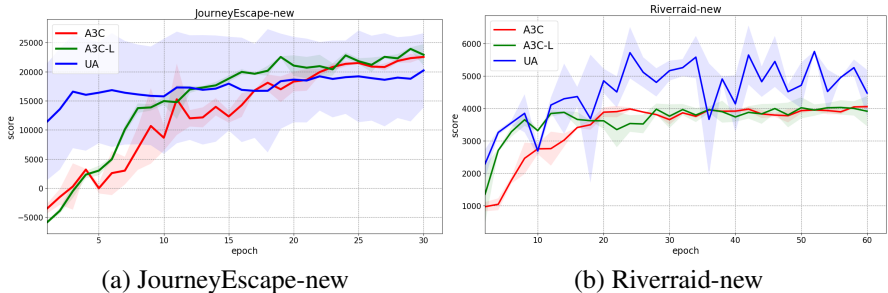 JourneyEscape-new
A3C
A3C-L
UA
25000
20000
15000
10000
5000
0
−5000
score
5
10
15
20
25
30
epoch
(a) JourneyEscape-new
Riverraid-new
A3C
A3C-L
UA
6000
5000
4000
3000
2000
1000
score
10
20
30
40
50
60
epoch
(b) Riverraid-new